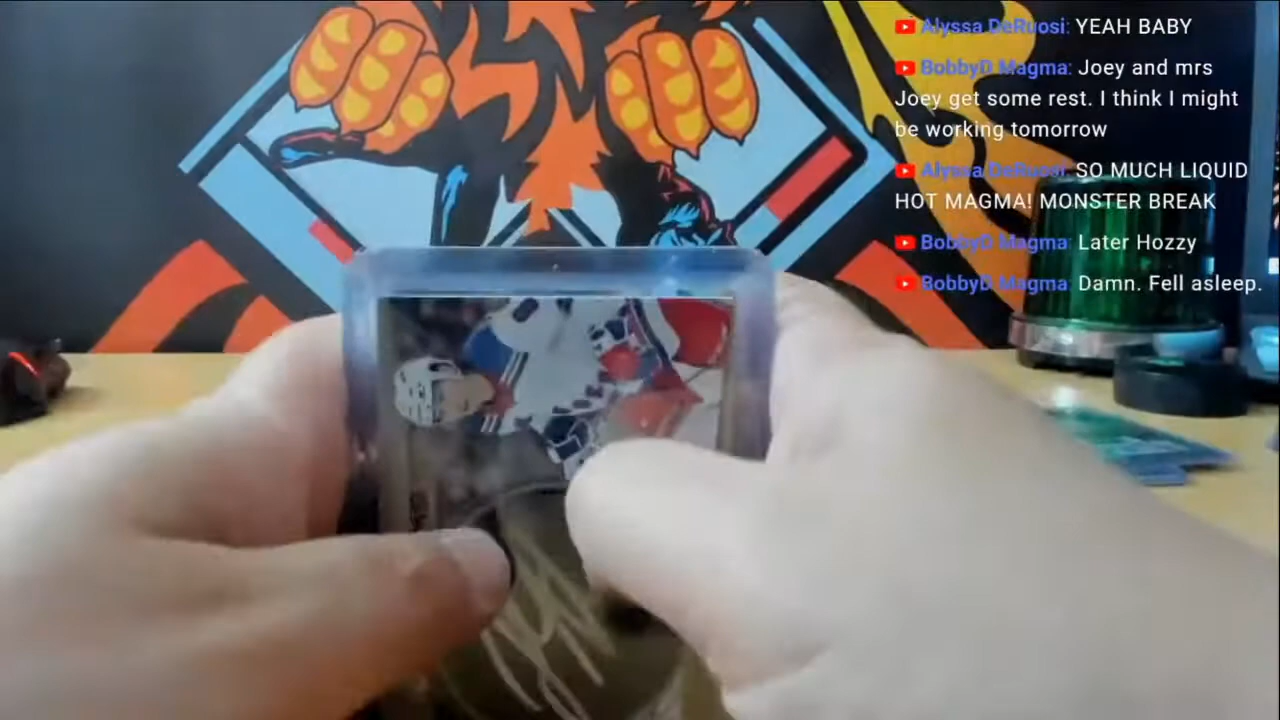 Alyssa DeRuosi: YEAH BABY
BobbyD Magma: Joey and mrs
Joey get some rest. I think I might
be working tomorrow
Alyssa DeRuosi: SO MUCH LIQUID
HOT MAGMA! MONSTER BREAK
BobbyD Magma: Later Hozzy
BobbyD Magma: Damn. Fell asleep.